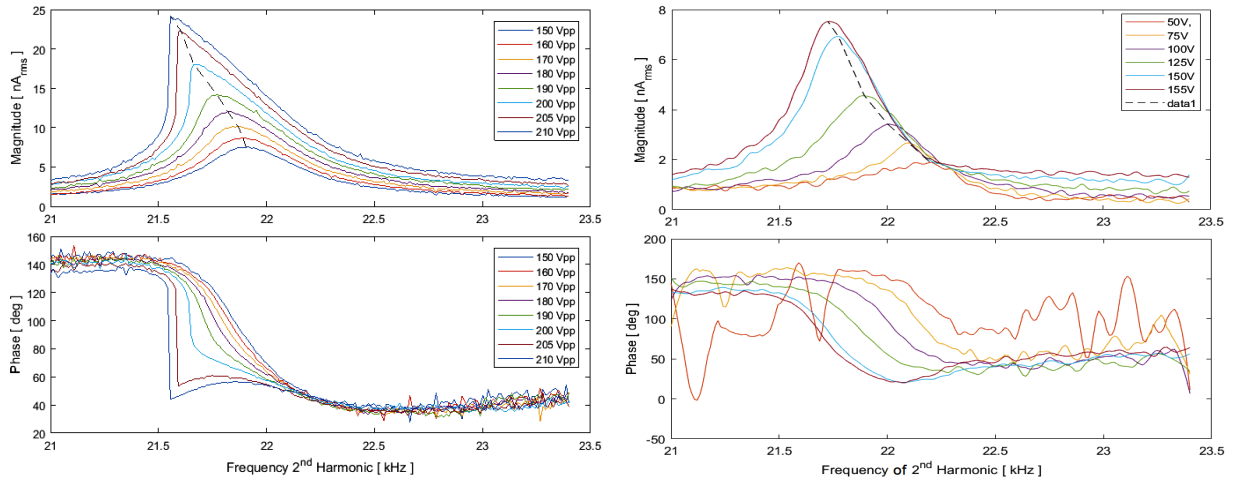 25
20
15
10
5
0
Magnitude [ nArms ]
21 21.5 22 22.5 23 23.5
150 Vpp
160 Vpp
170 Vpp
180 Vpp
190 Vpp
200 Vpp
205 Vpp
210 Vpp
160
140
120
100
80
60
40
20
Phase [ deg ]
21 21.5 22 22.5 23 23.5
Frequency 2nd Harmonic [ kHz ]
150 Vpp
160 Vpp
170 Vpp
180 Vpp
190 Vpp
200 Vpp
205 Vpp
210 Vpp
8
6
4
2
0
Magnitude [ nArms ]
21 21.5 22 22.5 23 23.5
50V,
75V
100V
125V
150V
155V
data1
200
150
100
50
0
-50
Phase [ deg ]
21 21.5 22 22.5 23 23.5
Frequency of 2nd Harmonic [ kHz ]